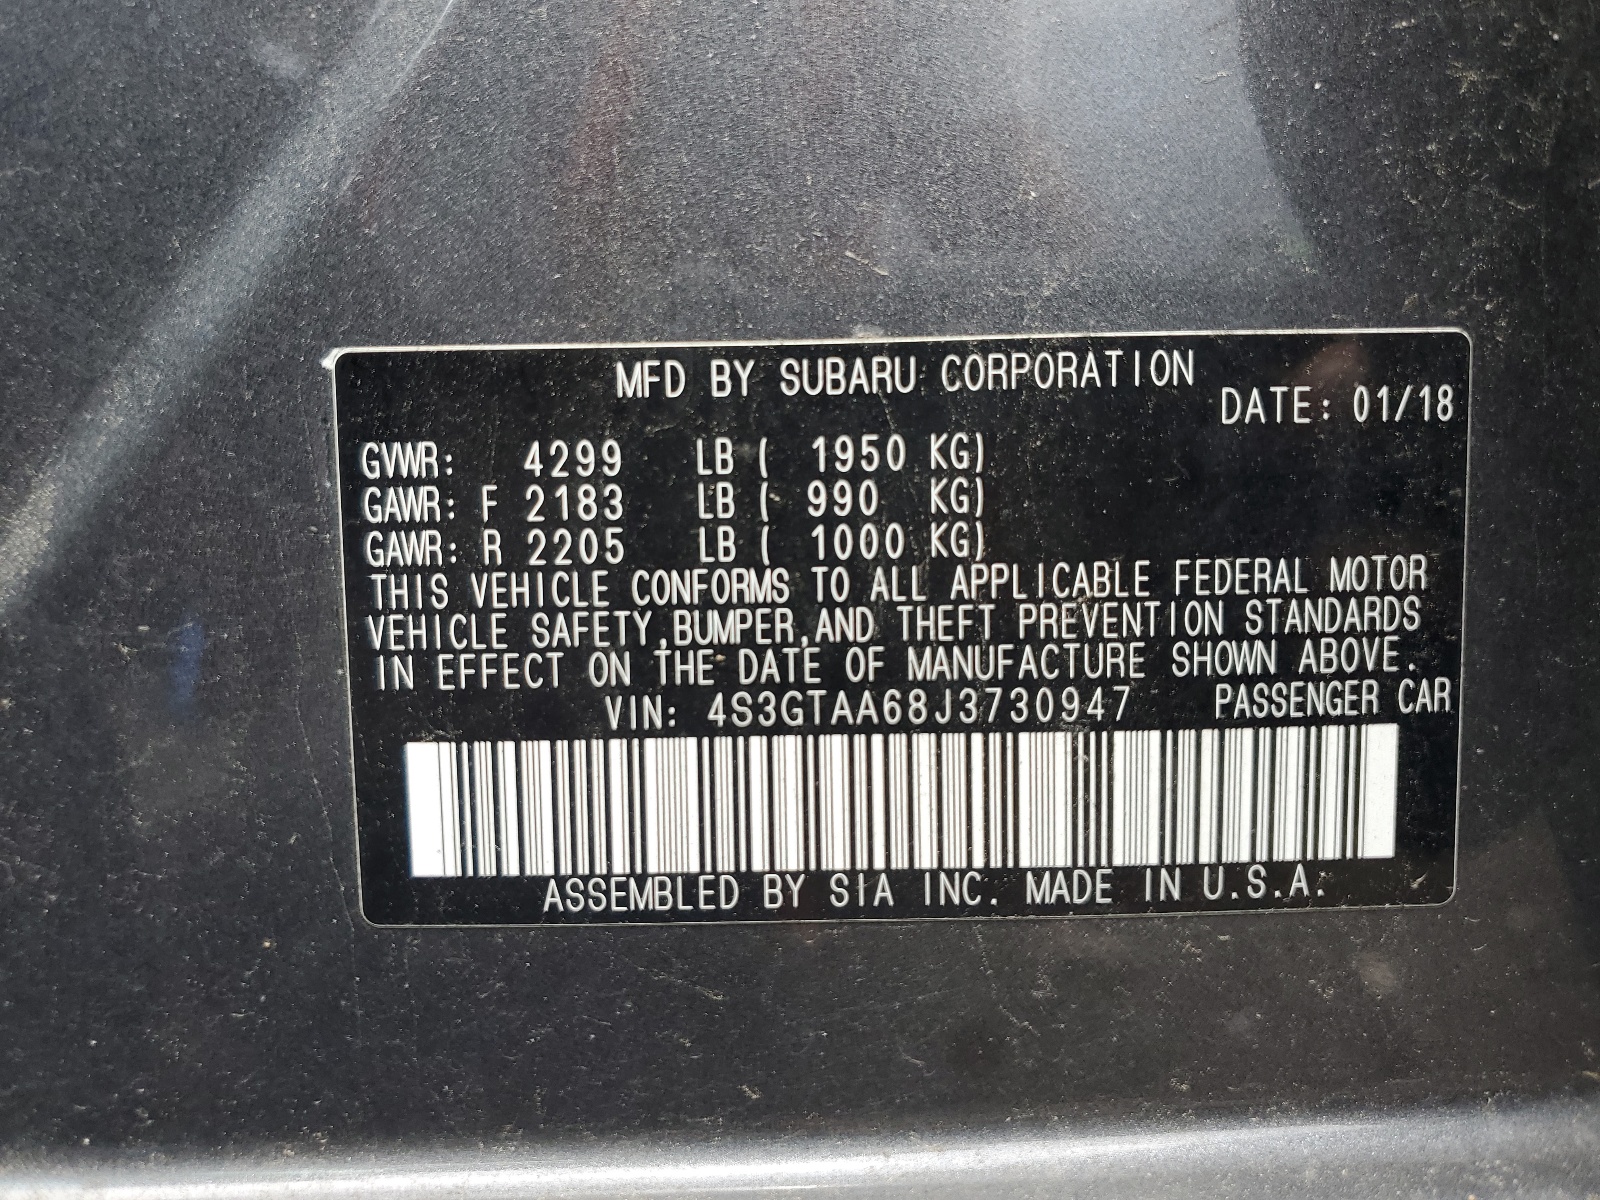 MFD BY SUBARU CORPORATION
DATE: 01/18
GVWR: 4299 LB ( 1950 KG)
GAWR: F 2183 LB ( 990 KG)
GAWR: R 2205 LB ( 1000 KG)
THIS VEHICLE CONFORMS TO ALL APPLICABLE FEDERAL MOTOR
VEHICLE SAFETY,BUMPER,AND THEFT PREVENTION STANDARDS
IN EFFECT ON THE DATE OF MANUFACTURE SHOWN ABOVE.
VIN: 4S3GTAA68J3730947 PASSENGER CAR
ASSEMBLED BY SIA INC. MADE IN U.S.A.